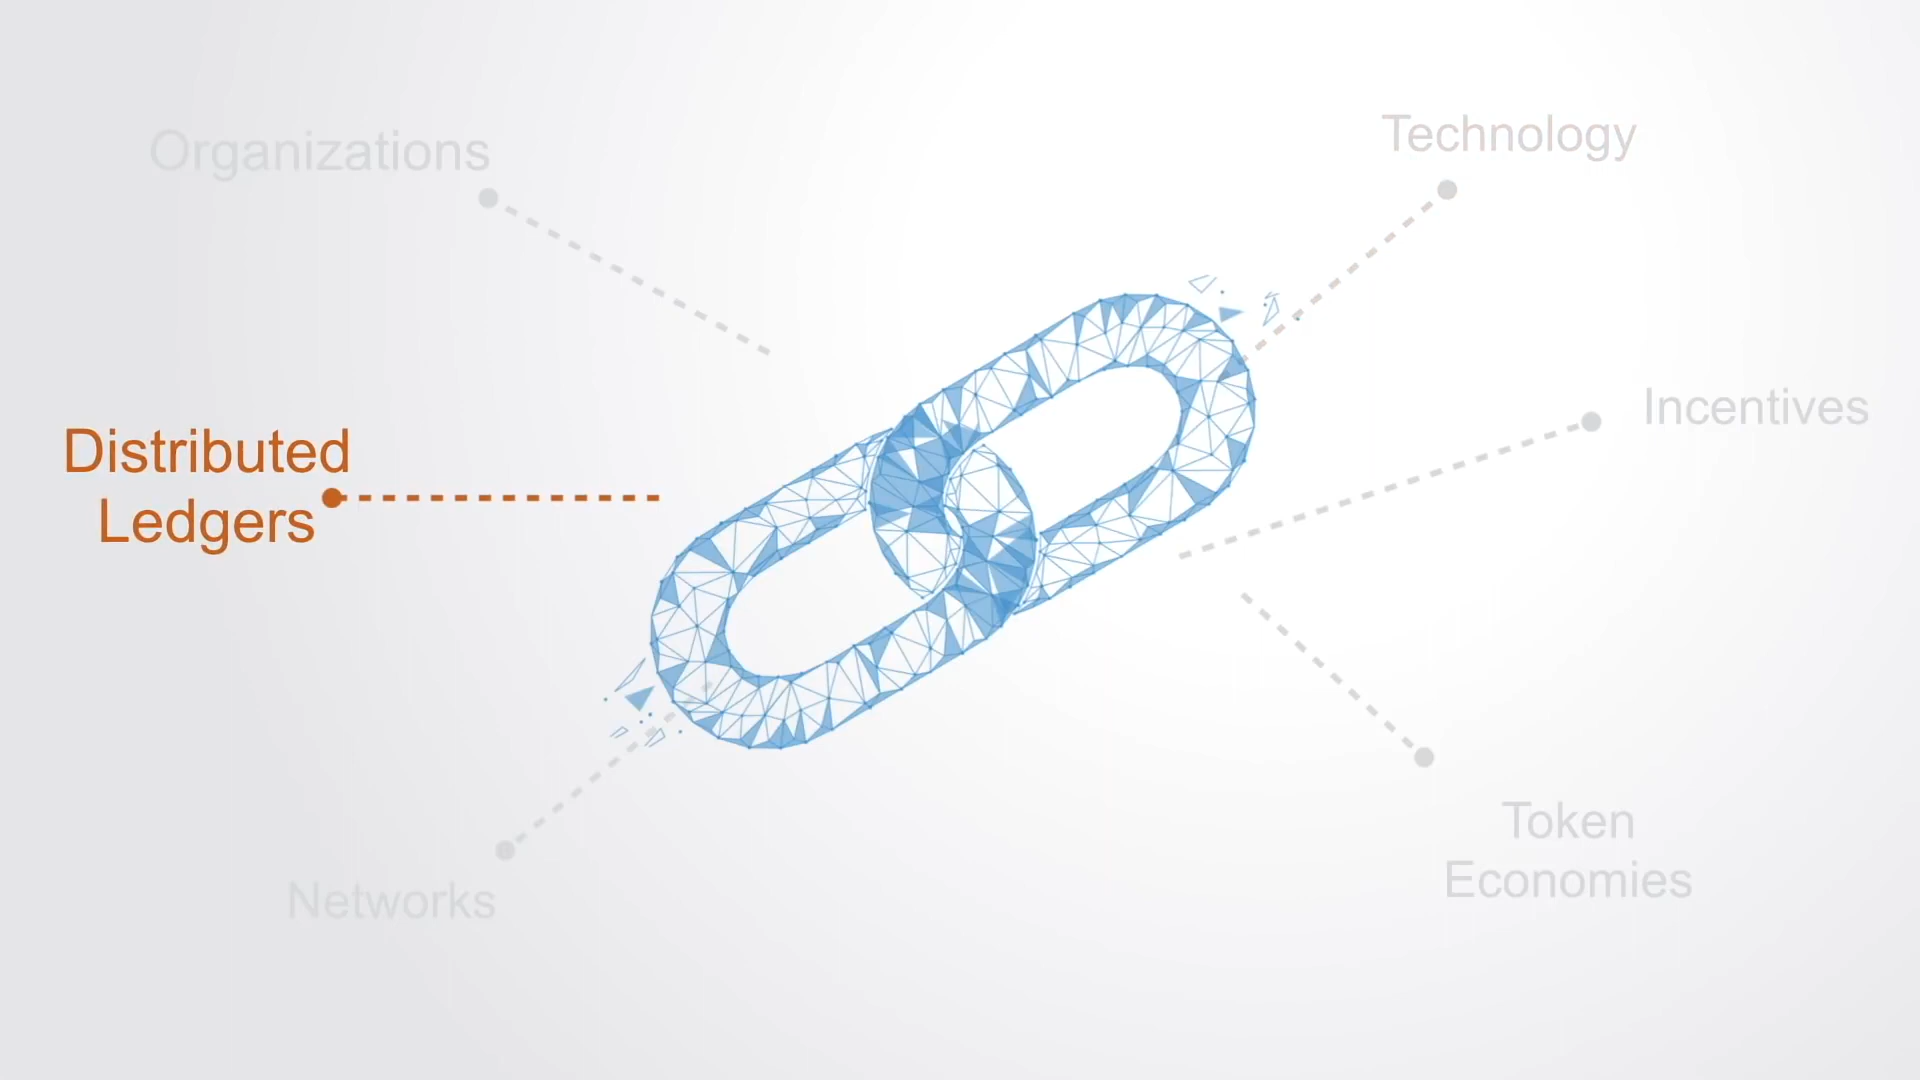 Organizations
Technology
Incentives
Distributed
Ledgers
Token
Economies
Networks